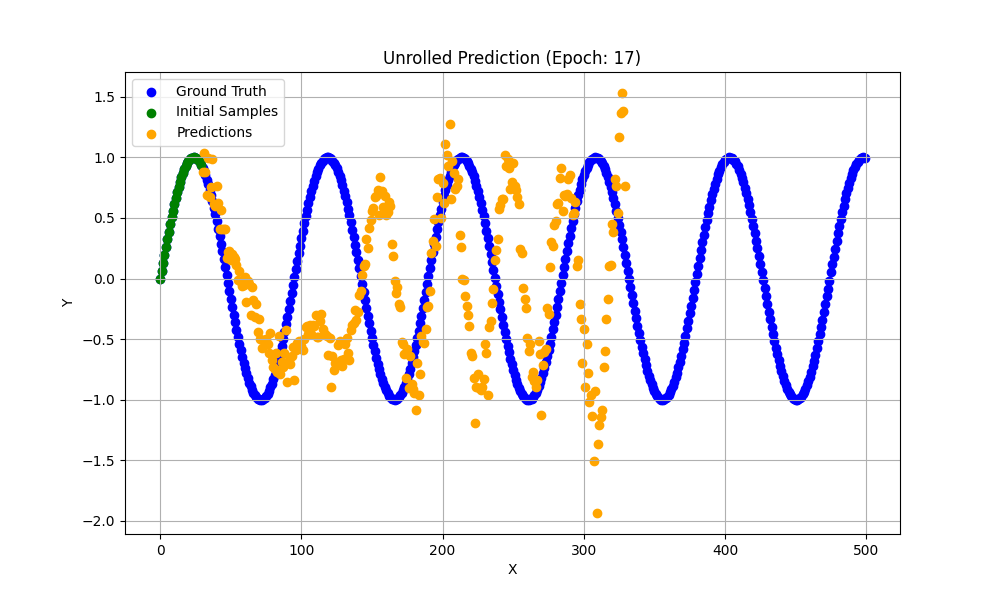 Unrolled Prediction (Epoch: 17)
Ground Truth
Initial Samples
Predictions
1.5
1.0
0.5
0.0
−0.5
−1.0
−1.5
−2.0
Y
0 100 200 300 400 500
X